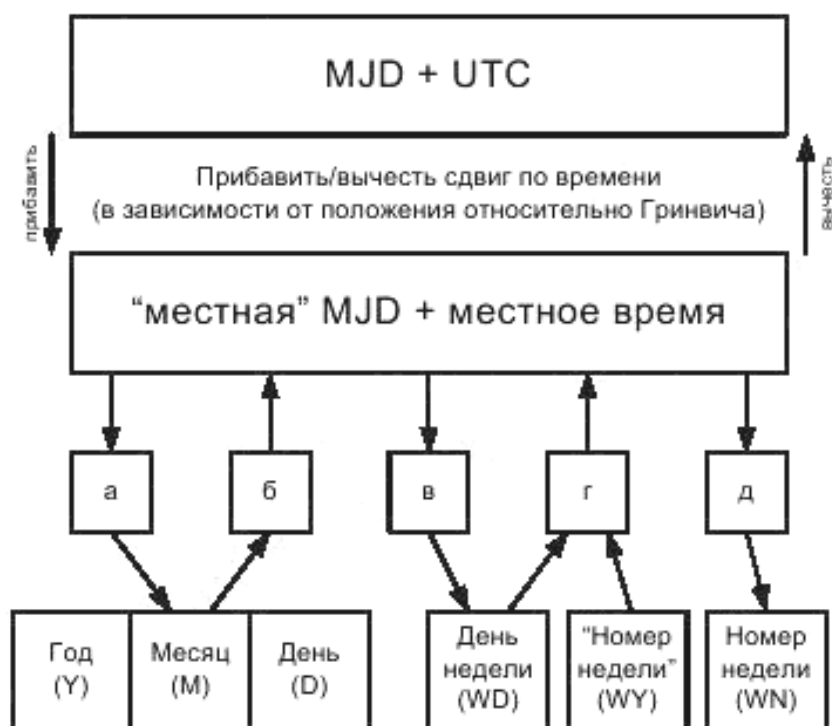 MJD + UTC
прибавить
Прибавить/вычесть сдвиг по времени
(в зависимости от положения относительно Гринвича)
вычесть
“местная” MJD + местное время
а
б
в
г
д
Год
(Y)
Месяц
(M)
День
(D)
День
недели
(WD)
“Номер
недели”
(WY)
Номер
недели
(WN)